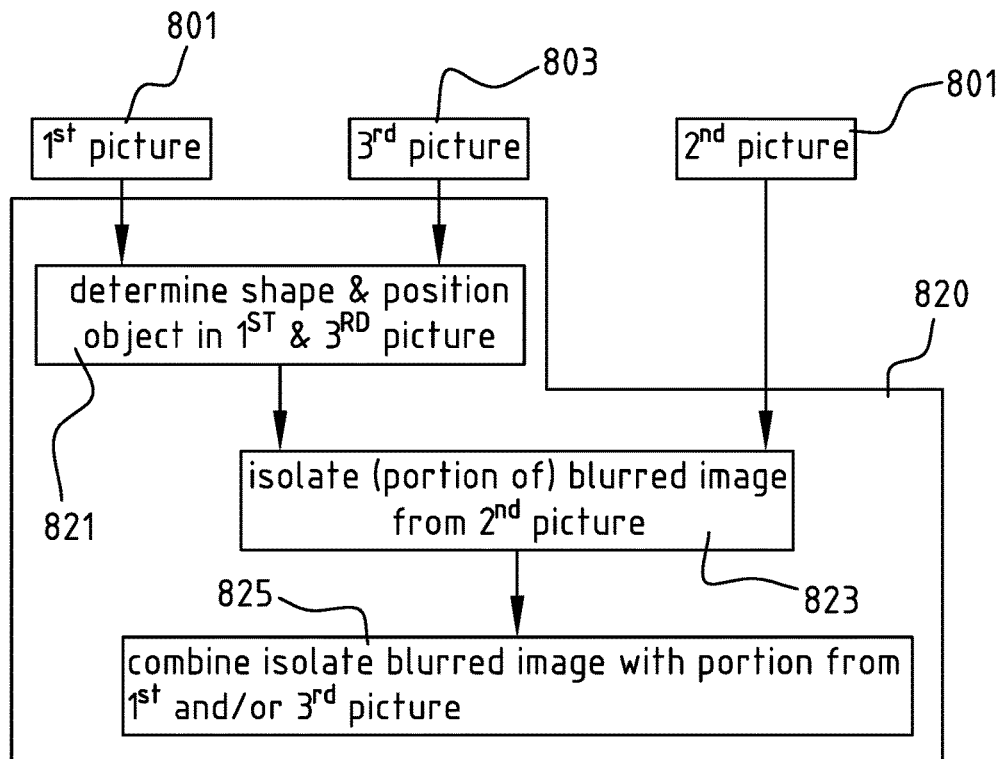 801
803
801
1st picture
3rd picture
2nd picture
determine shape & position
object in 1ST & 3RD picture
820
821
isolate (portion of) blurred image
from 2nd picture
823
825
combine isolate blurred image with portion from
1st and/or 3rd picture